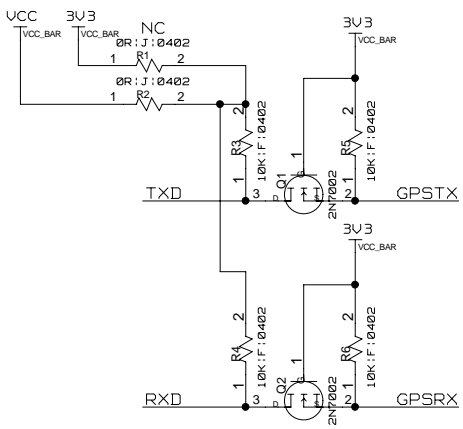 VCC 3V3
VCC_BAR VCC_BAR
NC
0R:J:0402
1 R1 2
0R:J:0402
1 R2 2
3V3
VCC_BAR
2 R3 1
10K:F:0402
1 G
Q1
2 R5 1
10K:F:0402
TXD 3 D S 2 GPSTX
2N7002
3V3
VCC_BAR
2 R4 1
10K:F:0402
1 G
Q2
2 R6 1
10K:F:0402
RXD 3 D S 2 GPSRX
2N7002